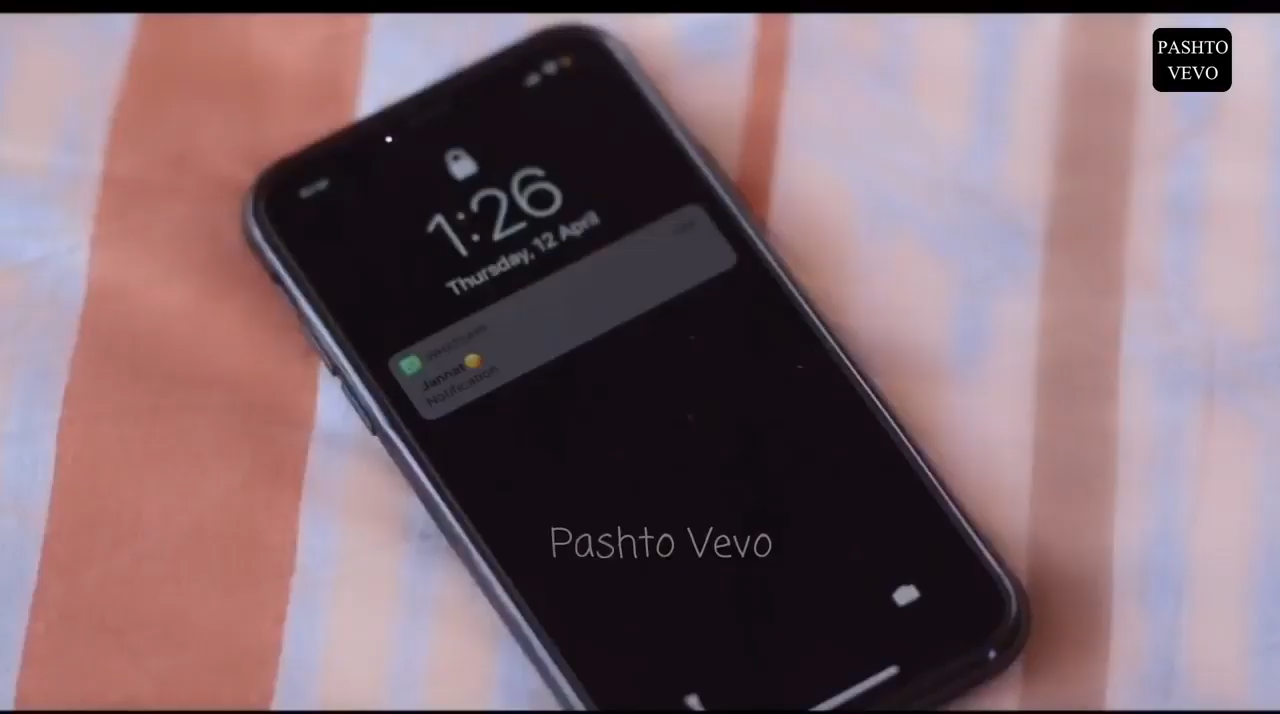 PASHTO
VEVO
1:26
Thursday, 12 April
Jannat😊
Notification
Pashto Vevo